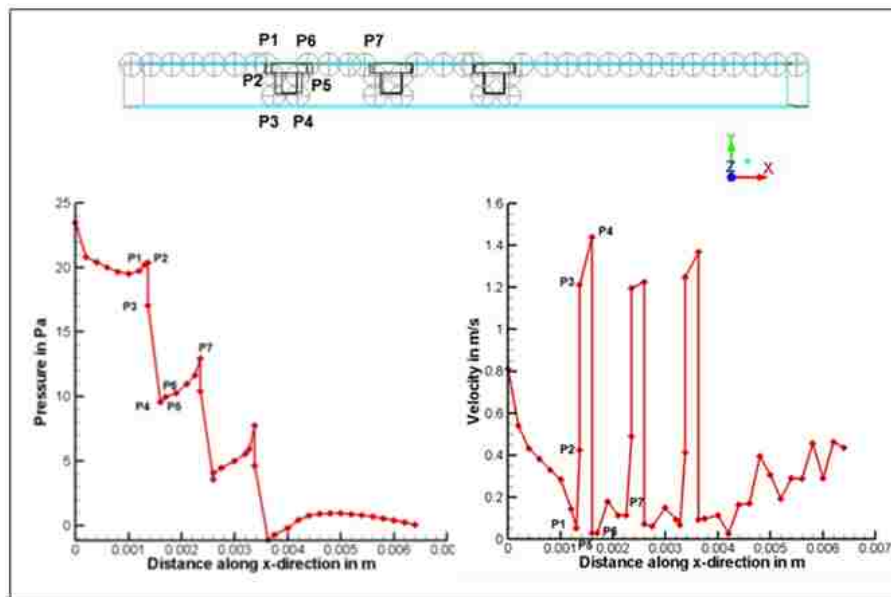 P1 P6 P7
P2 P5
P3 P4
Y
Z X
25
20
15
10
5
0
Pressure in Pa
P1 P2
P3
P7
P6
P4 P5
0 0.001 0.002 0.003 0.004 0.005 0.006
Distance along x-direction in m
1.6
1.4
1.2
1
0.8
0.6
0.4
0.2
0
Velocity in m/s
P4
P3
P2
P7
P1
P5 P6
0 0.001 0.002 0.003 0.004 0.005 0.006 0.007
Distance along x-direction in m